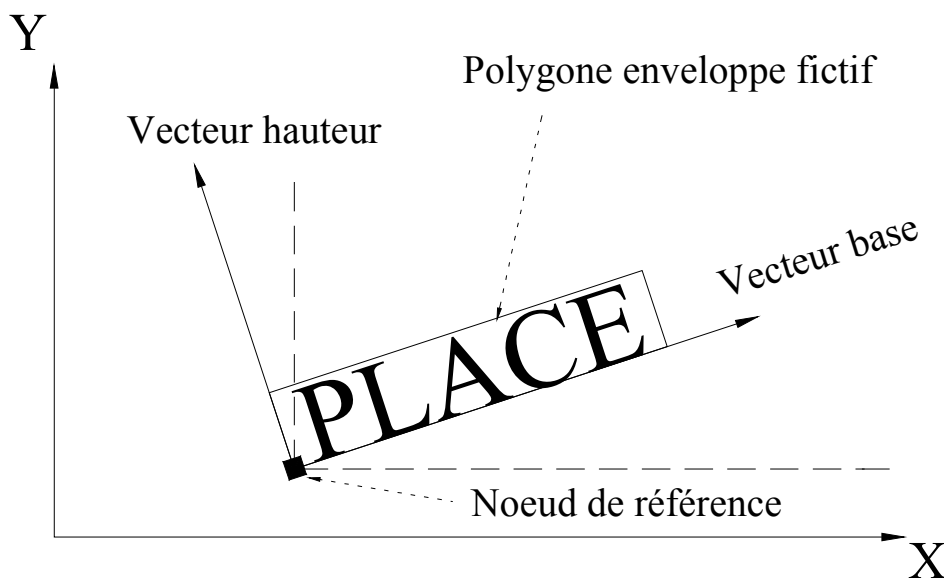 Y
Polygone enveloppe fictif
Vecteur hauteur
Vecteur base
PLACE
Noeud de référence
X